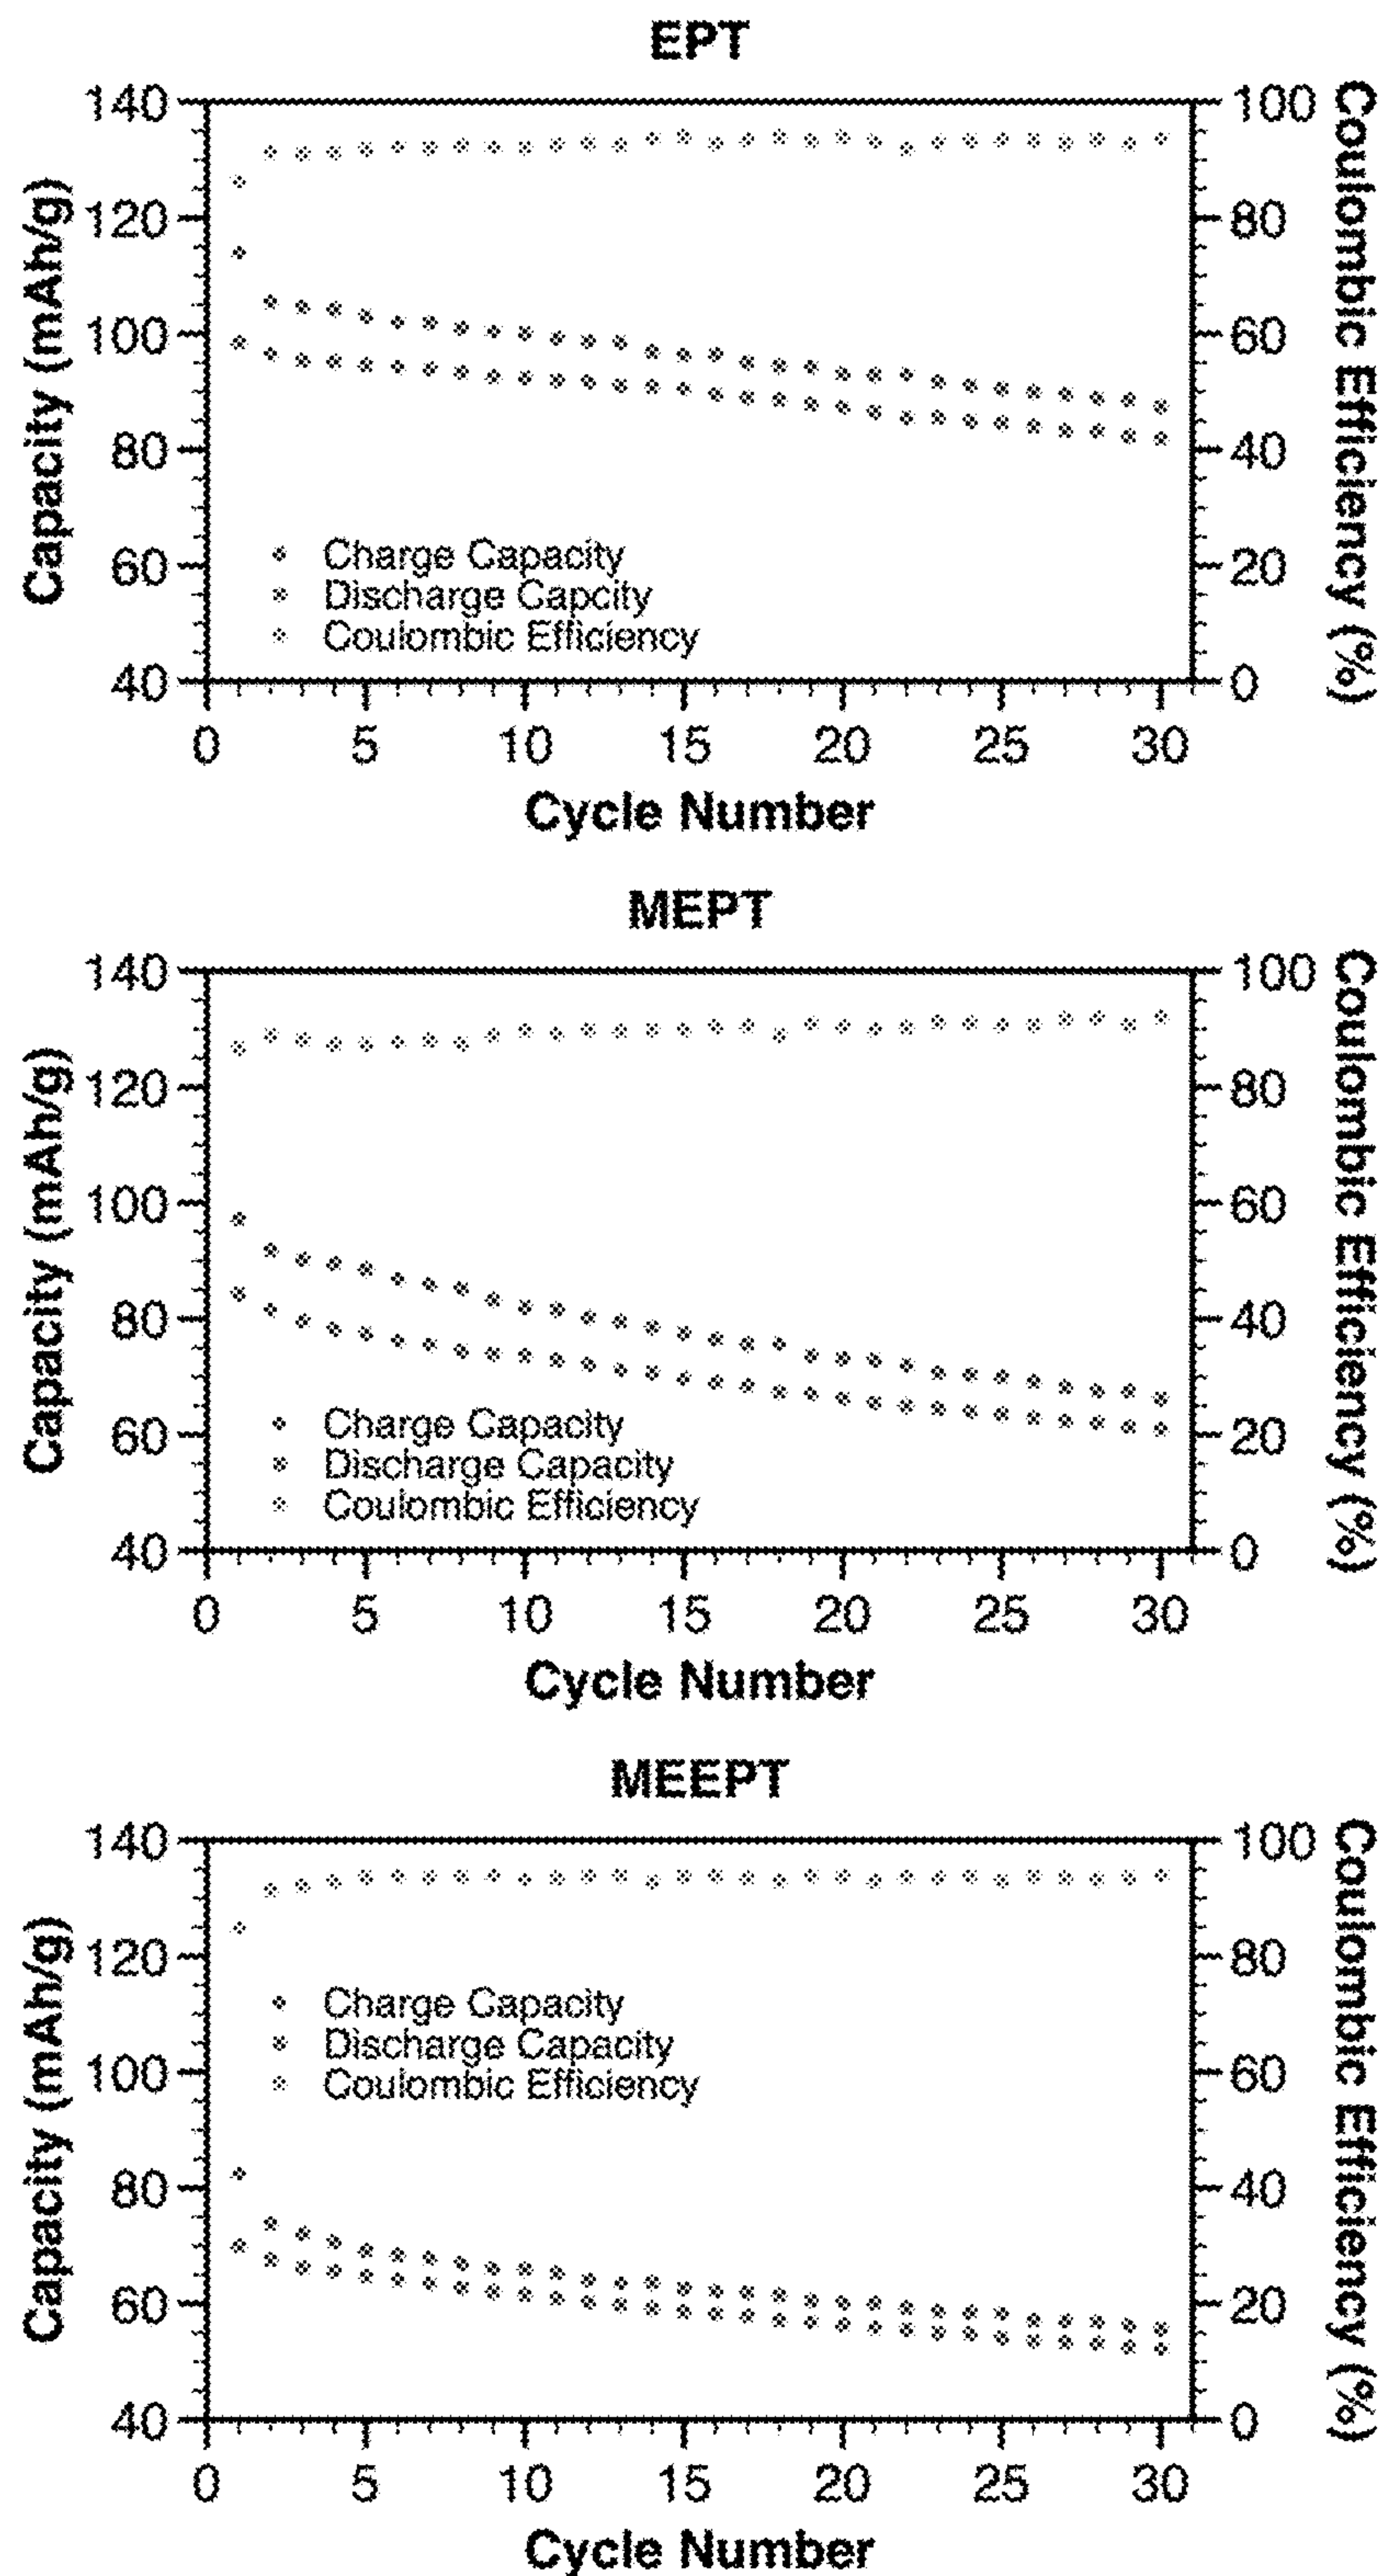 EPT
140
120
100
80
60
40
100
80
60
40
20
0
Capacity (mAh/g)
Coulombic Efficiency (%)
Charge Capacity
Discharge Capcity
Coulombic Efficiency
0 5 10 15 20 25 30
Cycle Number
MEPT
140
120
100
80
60
40
100
80
60
40
20
0
Capacity (mAh/g)
Coulombic Efficiency (%)
Charge Capacity
Discharge Capacity
Coulombic Efficiency
0 5 10 15 20 25 30
Cycle Number
MEEPT
140
120
100
80
60
40
100
80
60
40
20
0
Capacity (mAh/g)
Coulombic Efficiency (%)
Charge Capacity
Discharge Capacity
Coulombic Efficiency
0 5 10 15 20 25 30
Cycle Number